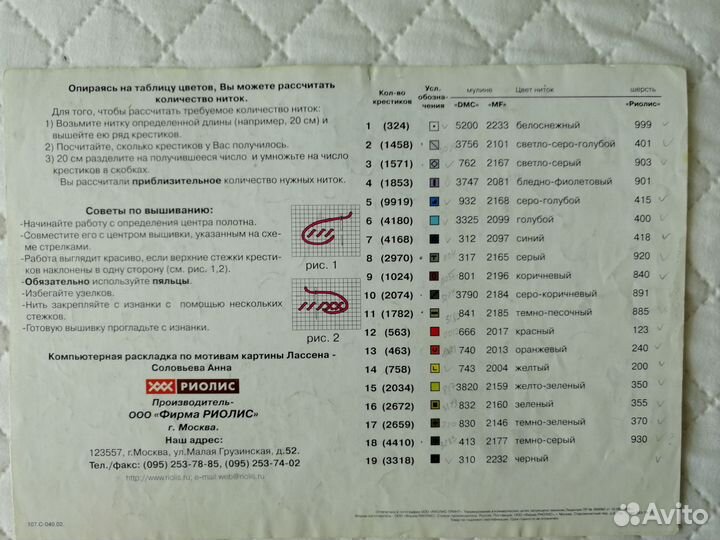 Опираясь на таблицу цветов, Вы можете рассчитать
количество ниток.
Для того, чтобы рассчитать требуемое количество ниток:
1) Возьмите нитку определенной длины (например, 20 см) и
вышейте ею ряд крестиков.
2) Посчитайте, сколько крестиков у Вас получилось.
3) 20 см разделите на получившееся число и умножьте на число
крестиков в скобках.
Вы рассчитали приблизительное количество нужных ниток.
Советы по вышиванию:
-Начинайте работу с определения центра полотна.
-Совместите его с центром вышивки, указанным на схе-
ме стрелками.
-Работа выглядит красиво, если верхние стежки крести-
ков наклонены в одну сторону (см. рис. 1,2).
-Обязательно используйте пяльцы.
-Избегайте узелков.
-Нить закрепляйте с изнанки с помощью нескольких
стежков.
-Готовую вышивку прогладьте с изнанки.
рис. 1
рис. 2
Компьютерная раскладка по мотивам картины Лассена -
Соловьева Анна
РИОЛИС
Производитель-
ООО «Фирма РИОЛИС»
г. Москва.
Наш адрес:
123557, г.Москва, ул.Малая Грузинская, д.52.
Тел./факс: (095) 253-78-85, (095) 253-74-02
http://www.riolis.ru; e-mail:web@riolis.ru
107.С-040.02.
Кол-во крестиков Усл. обозна- чения мулине «DMC» «MF» Цвет ниток шерсть «Риолис»
1 (324) 5200 2233 белоснежный 999
2 (1458) 3756 2101 светло-серо-голубой 401
3 (1571) 762 2167 светло-серый 903
4 (1853) 3747 2081 бледно-фиолетовый 901
5 (9919) 932 2168 серо-голубой 415
6 (4180) 3325 2099 голубой 400
7 (4168) 312 2097 синий 418
8 (2970) 317 2165 серый 920
9 (1024) 801 2196 коричневый 840
10 (2074) 3790 2184 серо-коричневый 891
11 (1782) 841 2185 темно-песочный 885
12 (563) 666 2017 красный 123
13 (463) 740 2013 оранжевый 240
14 (758) 743 2004 желтый 200
15 (2034) 3820 2159 желто-зеленый 350
16 (2672) 832 2160 зеленый 355
17 (2659) 830 2146 темно-зеленый 370
18 (4410) 413 2177 темно-серый 930
19 (3318) 310 2232 черный
Avito